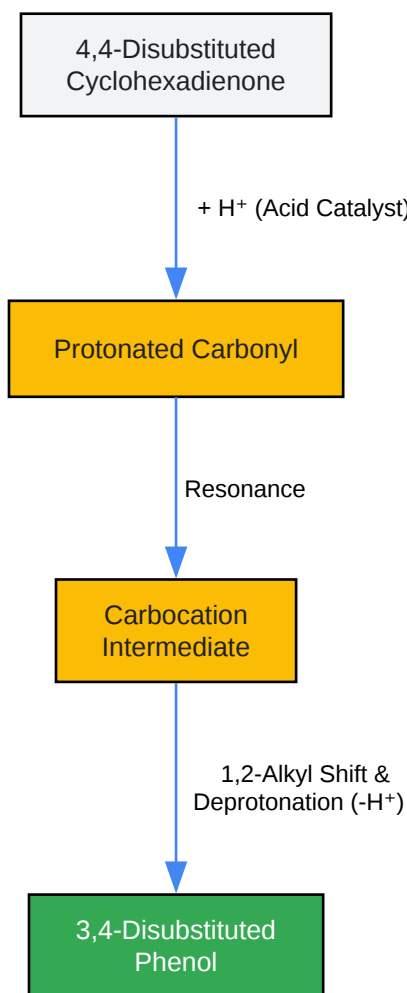 4,4-Disubstituted
Cyclohexadienone
+ H⁺ (Acid Catalyst)
Protonated Carbonyl
Resonance
Carbocation
Intermediate
1,2-Alkyl Shift &
Deprotonation (-H⁺)
3,4-Disubstituted
Phenol